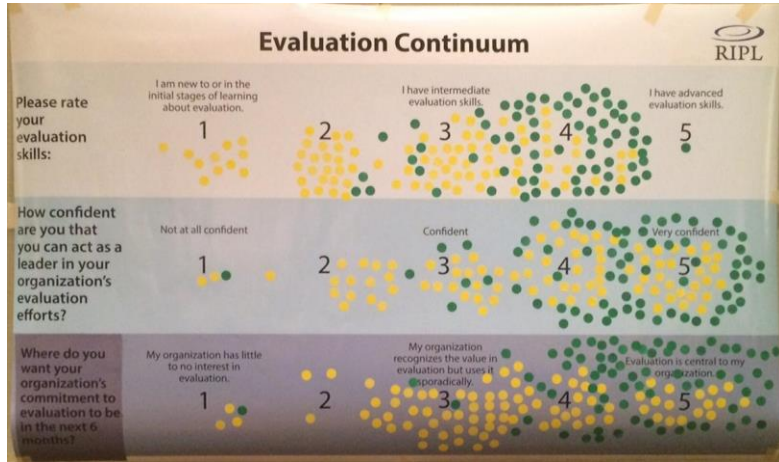 Evaluation Continuum
RIPL
Please rate
your
evaluation
skills:
I am new to or in the
initial stages of learning
about evaluation.
1
2
I have intermediate
evaluation skills.
3
4
I have advanced
evaluation skills.
5
How confident
are you that
you can act as a
leader in your
organization's
evaluation
efforts?
Not at all confident
1
2
Confident
3
4
Very confident
5
Where do you
want your
organization's
commitment to
evaluation to be
in the next 6
months?
My organization has little
to no interest in
evaluation.
1
2
My organization
recognizes the value in
evaluation but uses it
sporadically.
3
4
Evaluation is central to my
organization.
5